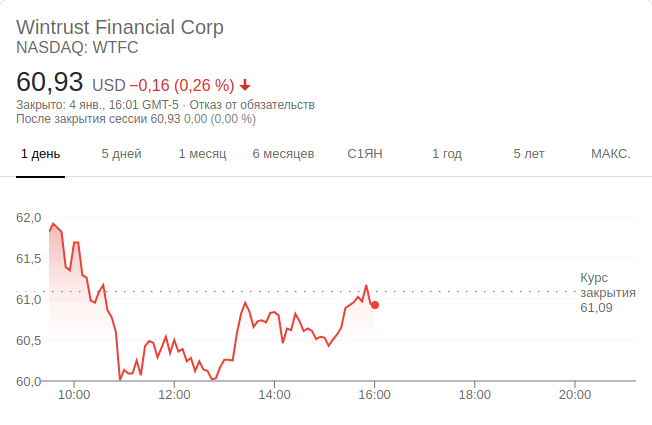 Wintrust Financial Corp
NASDAQ: WTFC
60,93 USD −0,16 (0,26 %)
Закрыто: 4 янв., 16:01 GMT-5 · Отказ от обязательств
После закрытия сессии 60,93 0,00 (0,00 %)
1 день 5 дней 1 месяц 6 месяцев С1ЯН 1 год 5 лет МАКС.
62,0
61,5
Курс
закрытия
61,09
61,0
60,5
60,0
10:00 12:00 14:00 16:00 18:00 20:00